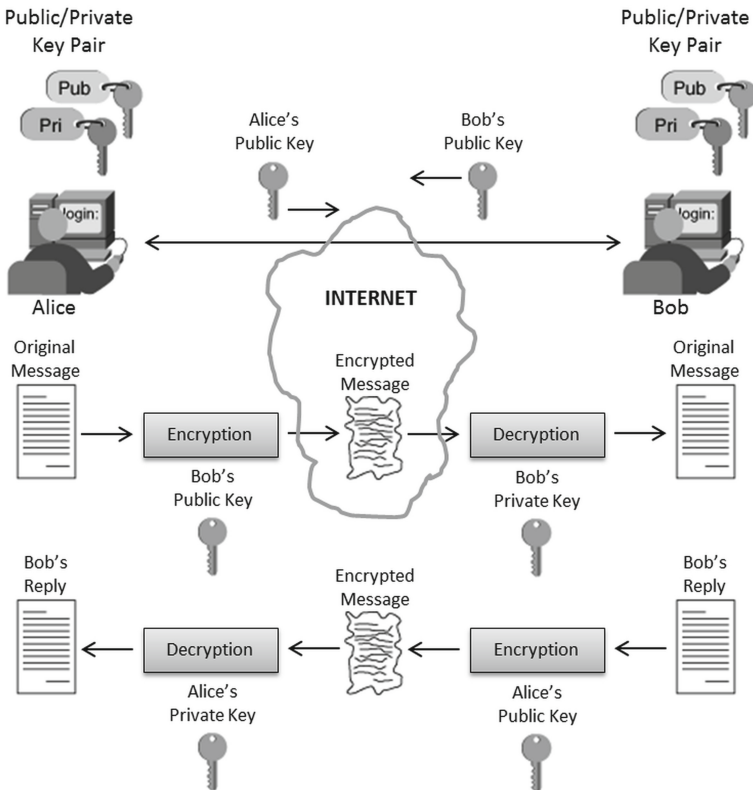 Public/Private
Key Pair
Public/Private
Key Pair
Pub
Pri
Pub
Pri
Alice's
Public Key
Bob's
Public Key
login:
login:
Alice
Bob
INTERNET
Original
Message
Encrypted
Message
Original
Message
Encryption
Decryption
Bob's
Public Key
Bob's
Private Key
Bob's
Reply
Encrypted
Message
Bob's
Reply
Decryption
Encryption
Alice's
Private Key
Alice's
Public Key